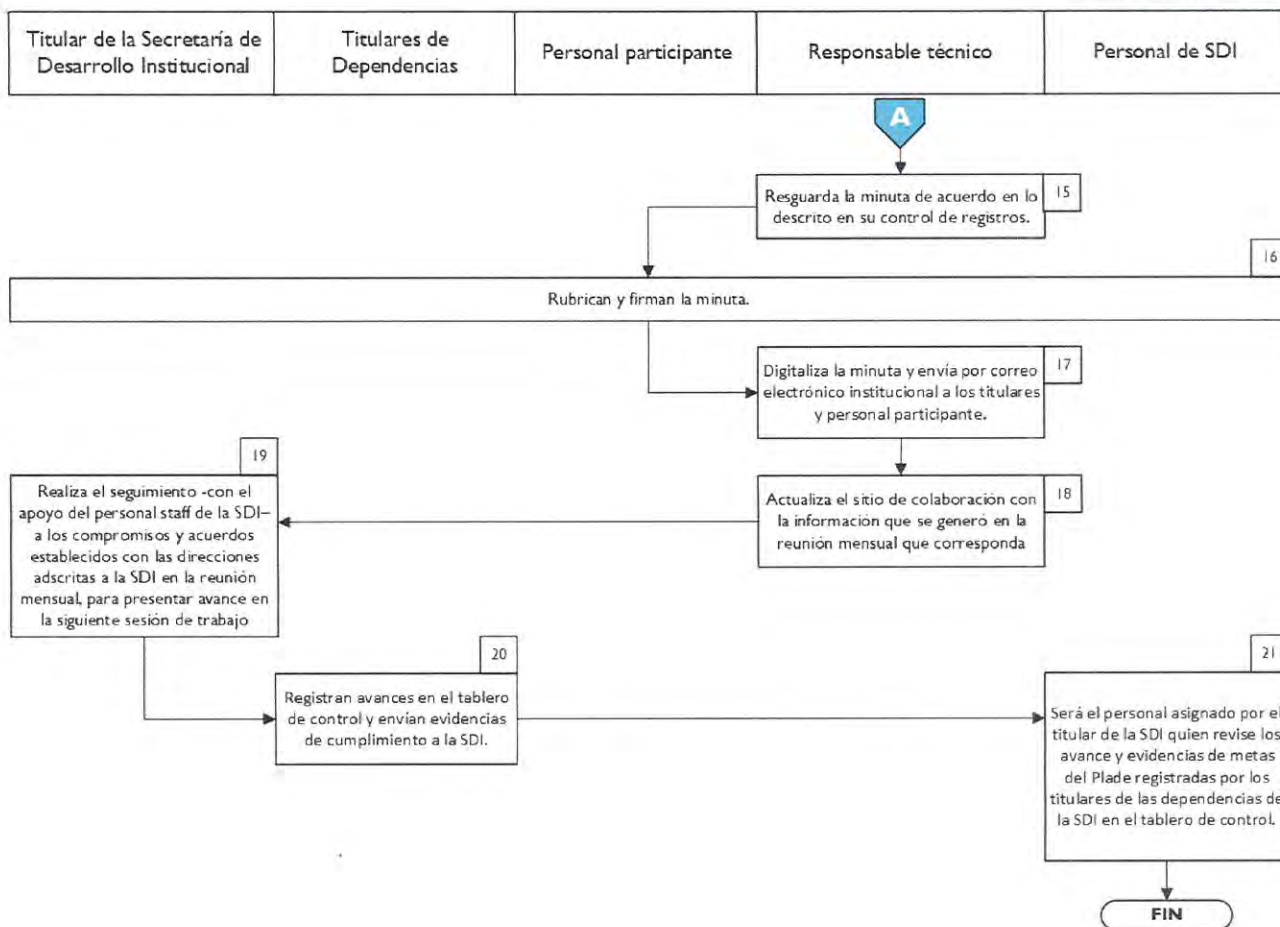 Titular de la Secretaría de
Desarrollo Institucional
Titulares de
Dependencias
Personal participante
Responsable técnico
Personal de SDI
A
Resguarda la minuta de acuerdo en lo
descrito en su control de registros.
15
16
Rubrican y firman la minuta.
Digitaliza la minuta y envía por correo
electrónico institucional a los titulares
y personal participante.
17
Actualiza el sitio de colaboración con
la información que se generó en la
reunión mensual que corresponda
18
19
Realiza el seguimiento -con el
apoyo del personal staff de la SDI–
a los compromisos y acuerdos
establecidos con las direcciones
adscritas a la SDI en la reunión
mensual, para presentar avance en
la siguiente sesión de trabajo
20
Registran avances en el tablero
de control y envían evidencias
de cumplimiento a la SDI.
21
Será el personal asignado por el
titular de la SDI quien revise los
avance y evidencias de metas
del Plade registradas por los
titulares de las dependencias de
la SDI en el tablero de control.
FIN